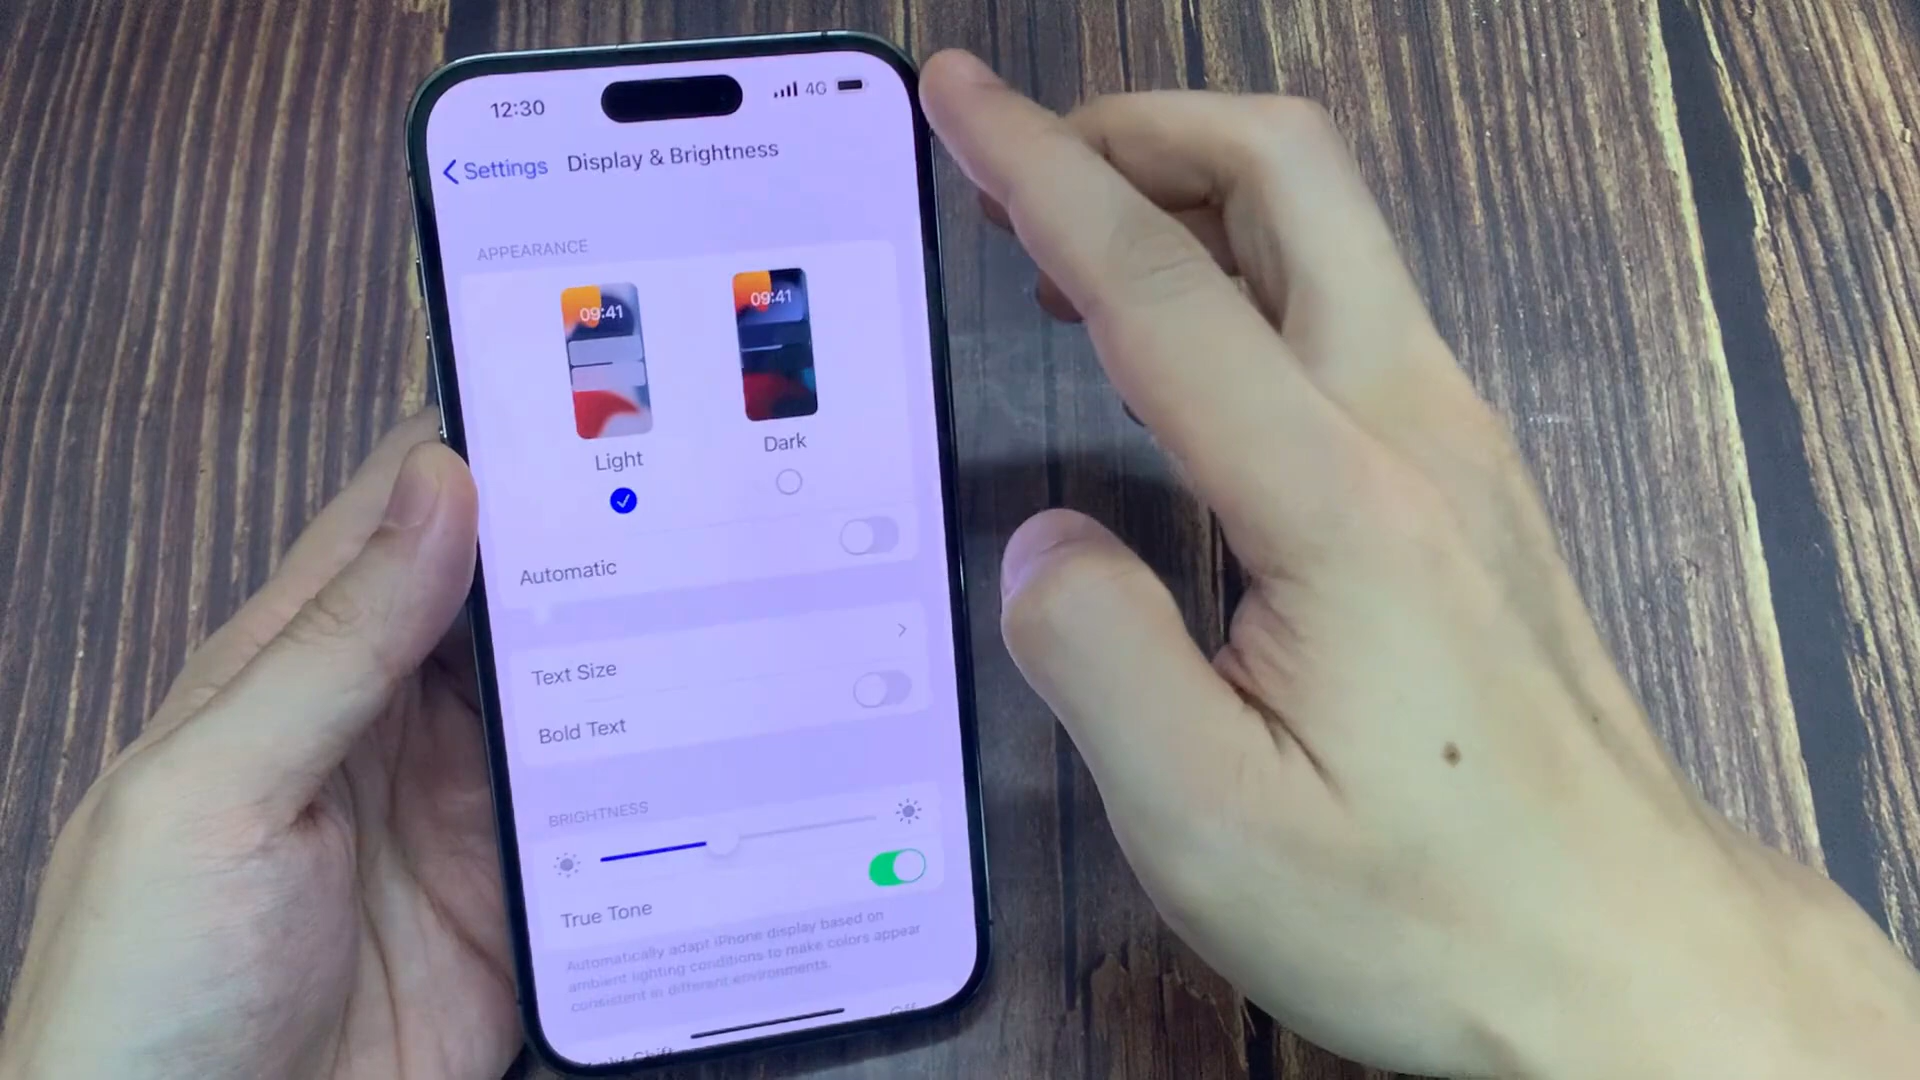 12:30
4G
Settings
Display & Brightness
APPEARANCE
09:41
09:41
Light
Dark
Automatic
Text Size
Bold Text
BRIGHTNESS
True Tone
Automatically adapt iPhone display based on
ambient lighting conditions to make colors appear
consistent in different environments.
Off